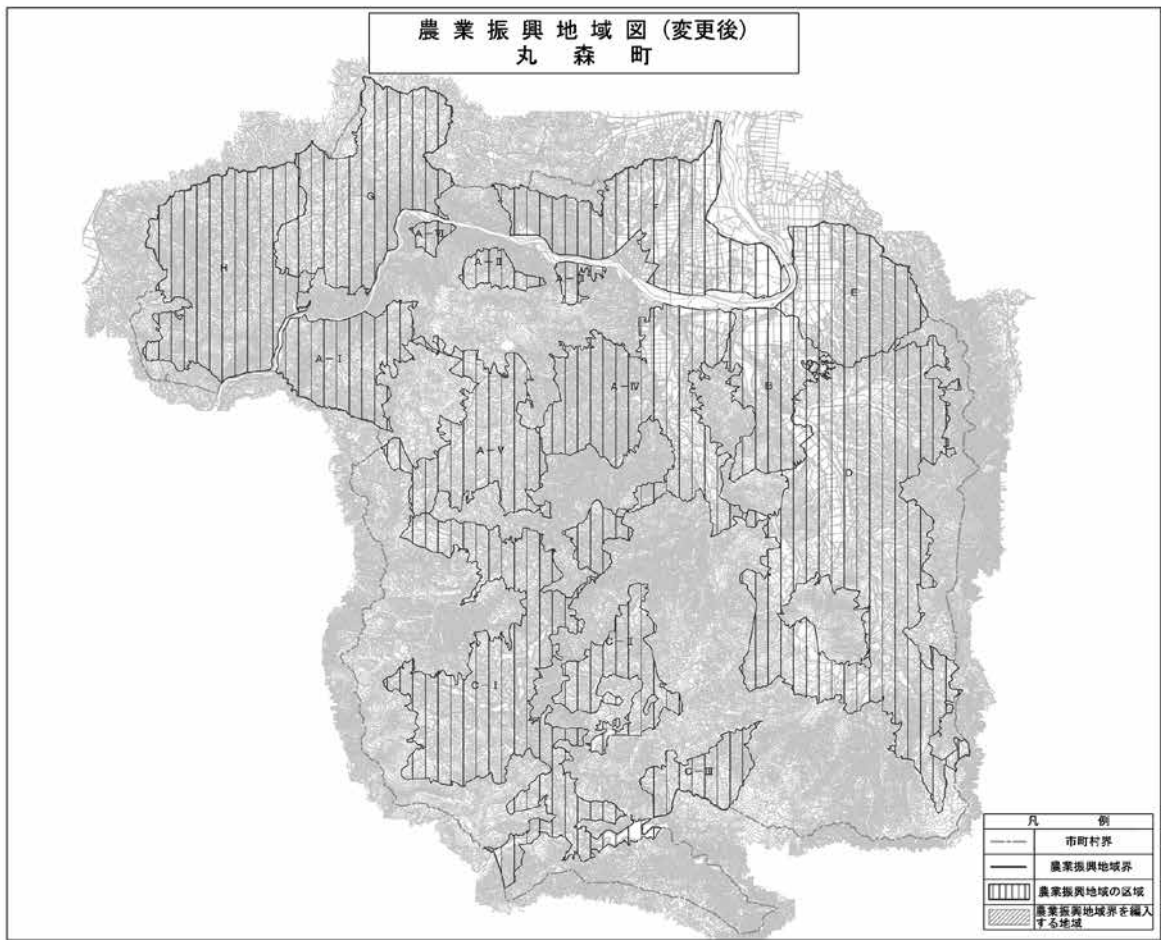 農業振興地域図(変更後)
丸森町
G
A-Ⅵ
F
H
A-Ⅱ
E
A-Ⅰ
A-Ⅳ
B
A-Ⅴ
D
C-Ⅱ
C-Ⅰ
C-Ⅲ
凡例
市町村界
農業振興地域界
農業振興地域の区域
農業振興地域界を編入
する地域